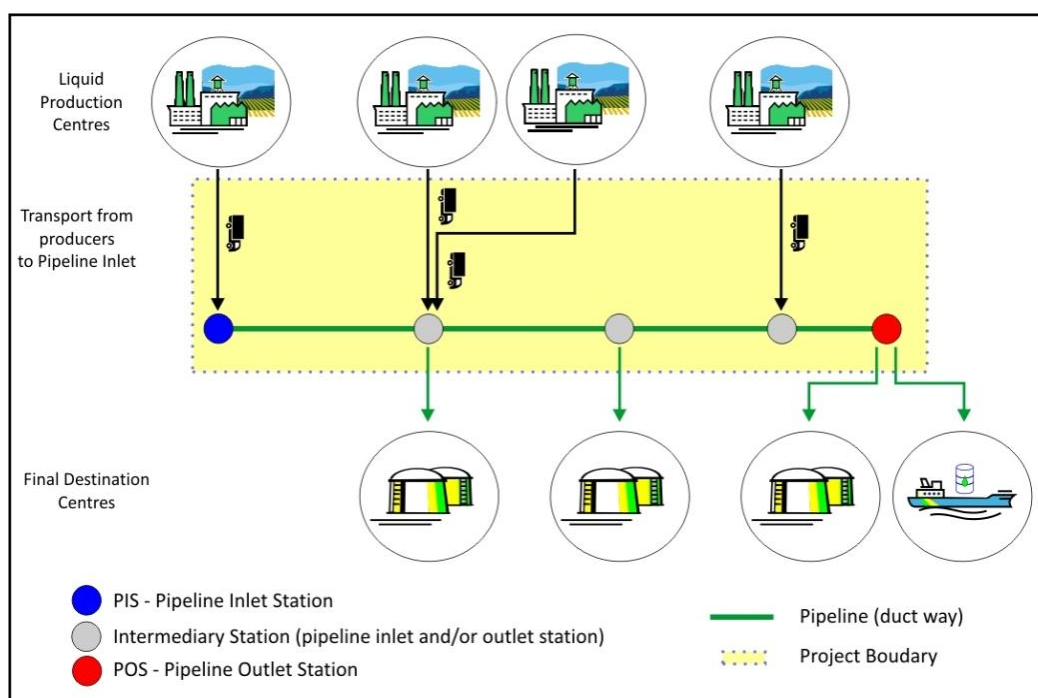 Liquid
Production
Centres
Transport from
producers
to Pipeline Inlet
Final Destination
Centres
PIS - Pipeline Inlet Station
Intermediary Station (pipeline inlet and/or outlet station)
POS - Pipeline Outlet Station
Pipeline (duct way)
Project Boudary